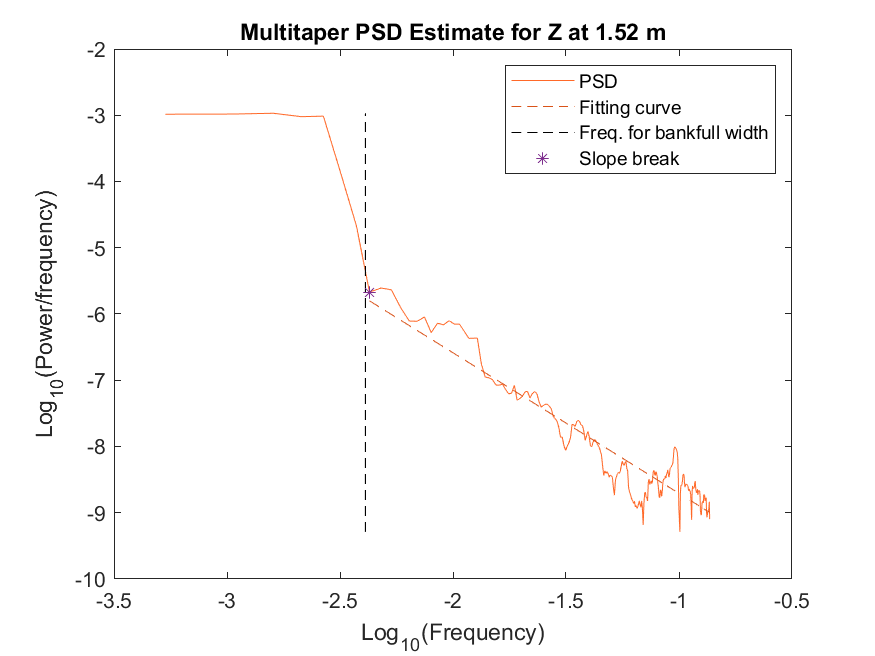 Multitaper PSD Estimate for Z at 1.52 m
PSD
Fitting curve
Freq. for bankfull width
Slope break
-2
-3
-4
-5
-6
-7
-8
-9
-10
-3.5 -3 -2.5 -2 -1.5 -1 -0.5
Log10(Power/frequency)
Log10(Frequency)